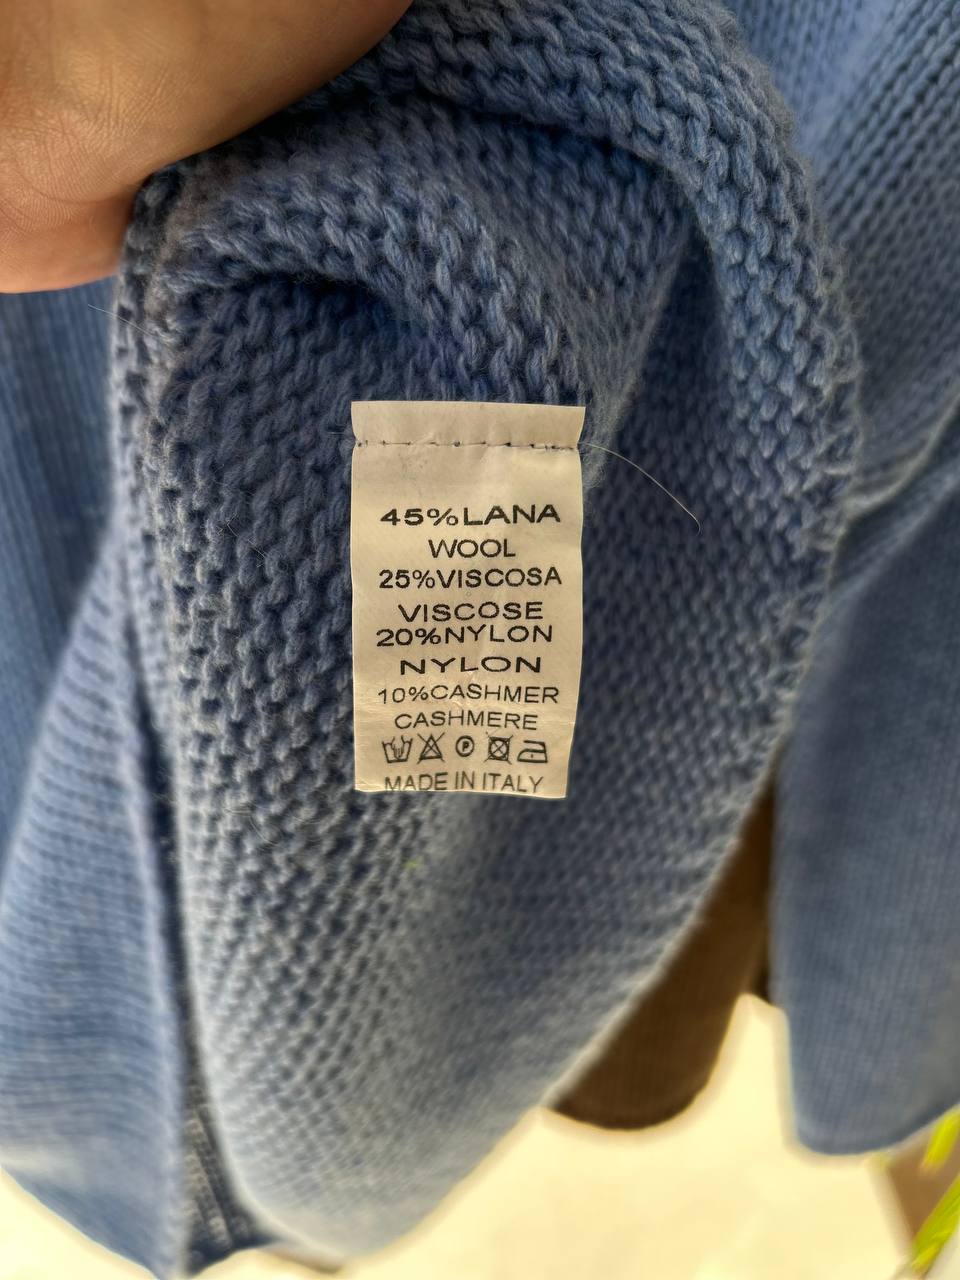 45%LANA
WOOL
25%VISCOSA
VISCOSE
20%NYLON
NYLON
10%CASHMER
CASHMERE
P
MADE IN ITALY